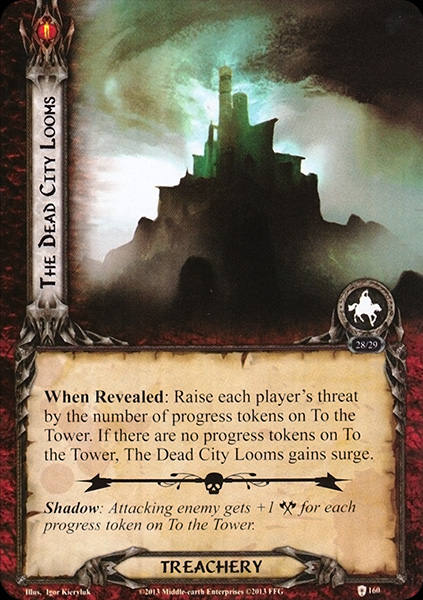 The Dead City Looms
28/29
When Revealed: Raise each player's threat
by the number of progress tokens on To the
Tower. If there are no progress tokens on To
the Tower, The Dead City Looms gains surge.
Shadow: Attacking enemy gets +1 for each
progress token on To the Tower.
TREACHERY
Illus. Igor Kieryluk ©2013 Middle-earth Enterprises ©2013 FFG 160